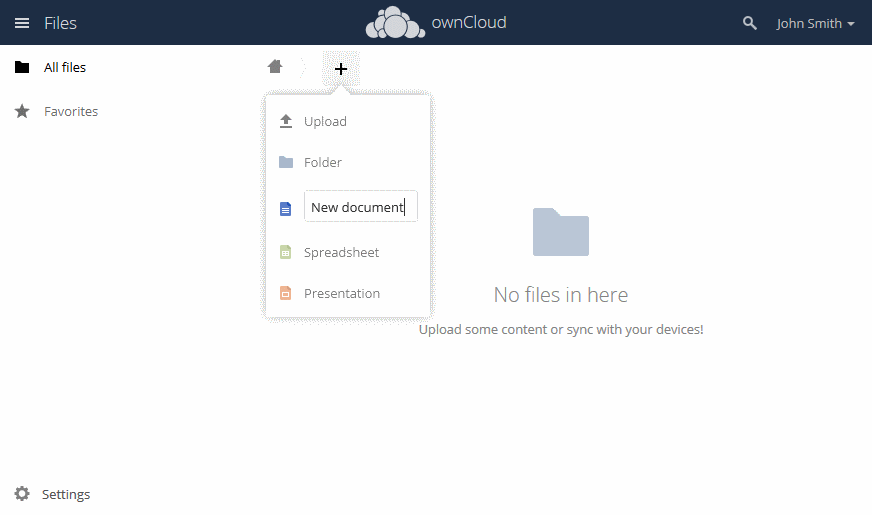 Files
ownCloud
John Smith
All files
Favorites
Upload
Folder
New document
Spreadsheet
Presentation
No files in here
Upload some content or sync with your devices!
Settings